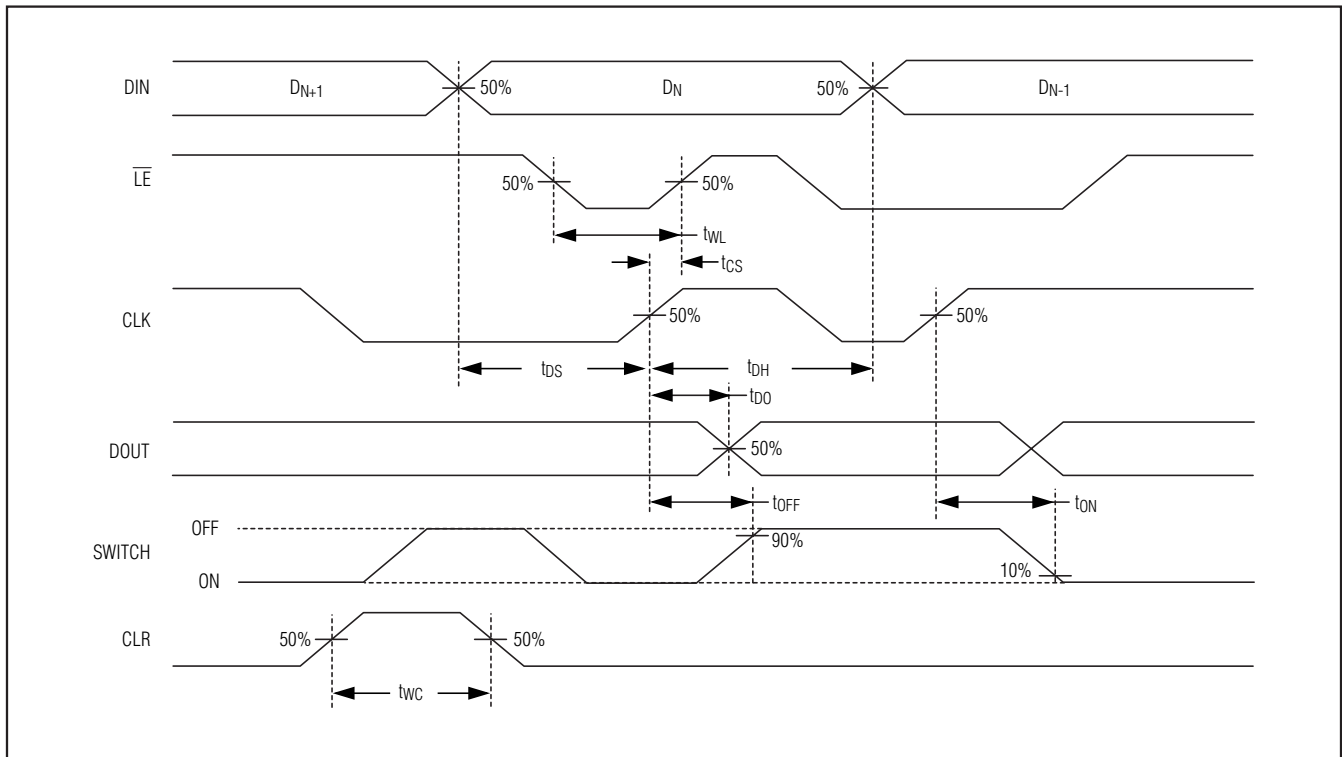 DIN
DN+1
50%
DN
50%
DN-1
LE
50%
50%
tWL
tCS
CLK
50%
50%
tDS
tDH
tDO
DOUT
50%
tOFF
tON
OFF
SWITCH
90%
ON
10%
CLR
50%
50%
tWC